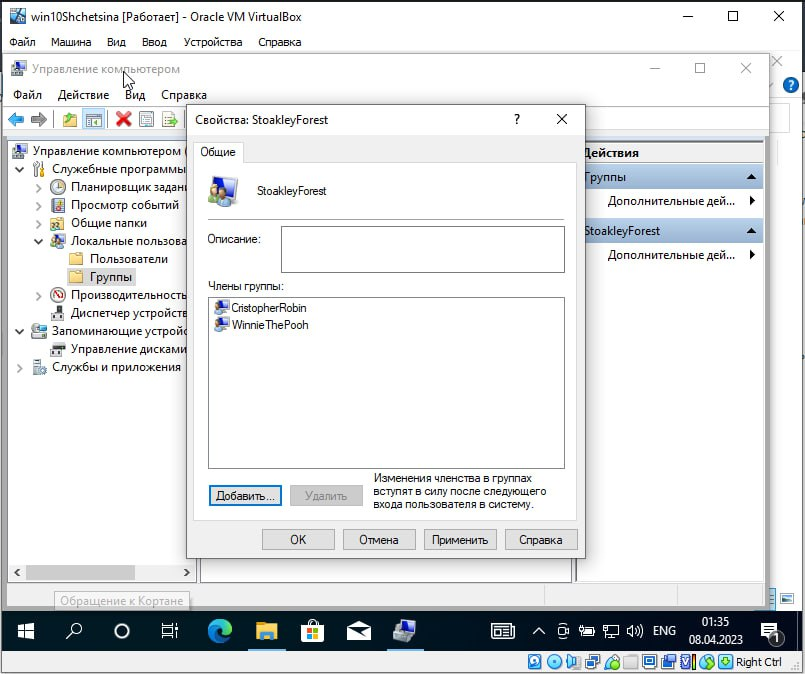 win10Shchetsina [Работает] - Oracle VM VirtualBox
Файл Машина Вид Ввод Устройства Справка
Управление компьютером
Файл Действие Вид Справка
Свойства: StoakleyForest
?
Общие
StoakleyForest
Описание:
Члены группы:
CristopherRobin
WinnieThePooh
Добавить...
Удалить
Изменения членства в группах
вступят в силу после следующего
входа пользователя в систему.
ОК Отмена Применить Справка
Управление компьютером (
Служебные программы
Планировщик задани
Просмотр событий
Общие папки
Локальные пользова
Пользователи
Группы
Производительность
Диспетчер устройств
Запоминающие устройс
Управление дисками
Службы и приложения
Действия
Группы
Дополнительные дей...
StoakleyForest
Дополнительные дей...
Обращение к Кортане
ENG
01:35
08.04.2023
1
Right Ctrl